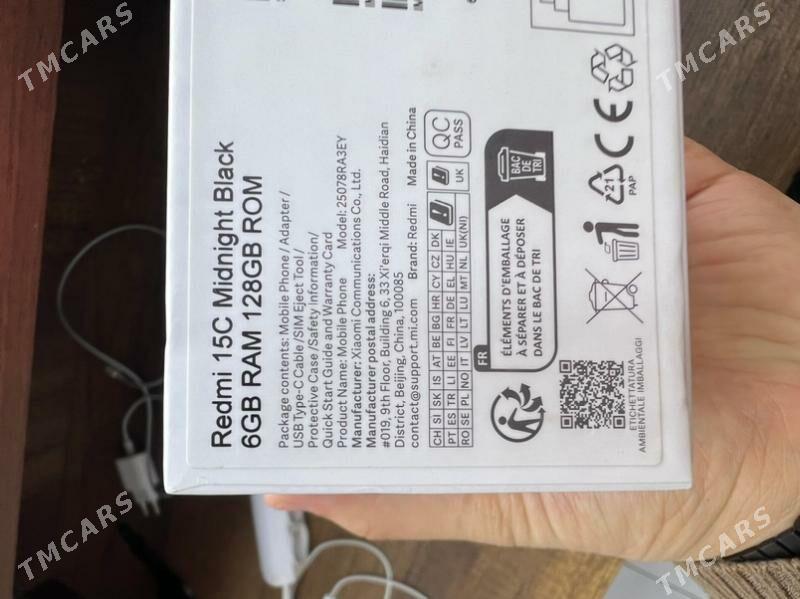 Redmi 15C Midnight Black
6GB RAM 128GB ROM
Package contents: Mobile Phone / Adapter /
USB Type-C Cable /SIM Eject Tool /
Protective Case /Safety Information/
Quick Start Guide and Warranty Card
Product Name: Mobile Phone Model: 25078RA3EY
Manufacturer: Xiaomi Communications Co., Ltd.
Manufacturer postal address:
#019, 9th Floor, Building 6, 33 Xi'erqi Middle Road, Haidian
District, Beijing, China, 100085
contact@support.mi.com Brand: Redmi Made in China
CH SI SK IS AT BE BG HR CY CZ DK
PT ES TR LI EE FI FR DE EL HU IE
RO SE PL NO IT LV LT LU MT NL UK(NI) UK
QC
PASS
FR
ÉLÉMENTS D'EMBALLAGE
À SÉPARER ET À DÉPOSER
DANS LE BAC DE TRI
BAC
DE
TRI
21
PAP
CE
ETICHETTATURA
AMBIENTALE IMBALLAGGI
TMCARS
TMCARS
TMCARS
TMCARS
TMCARS
TMCARS